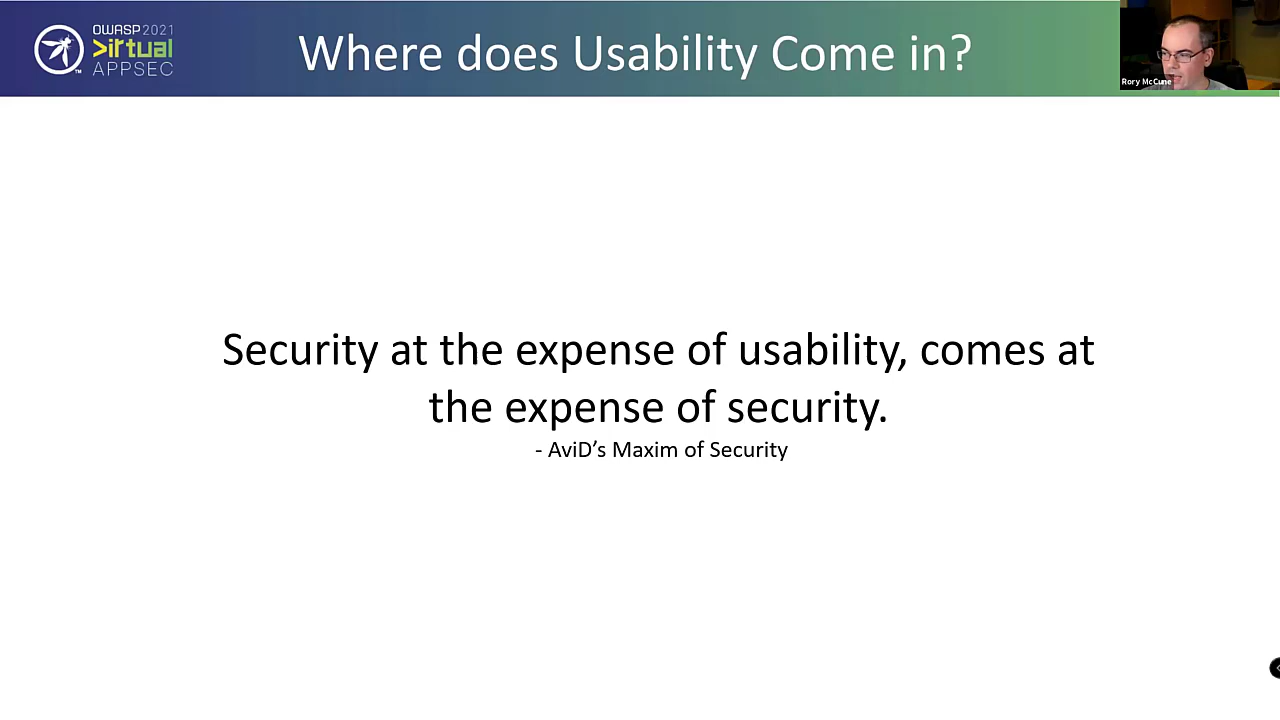 OWASP 2021
>irtual
APPSEC
TM
Where does Usability Come in?
Rory McCune
Security at the expense of usability, comes at
the expense of security.
- AviD’s Maxim of Security